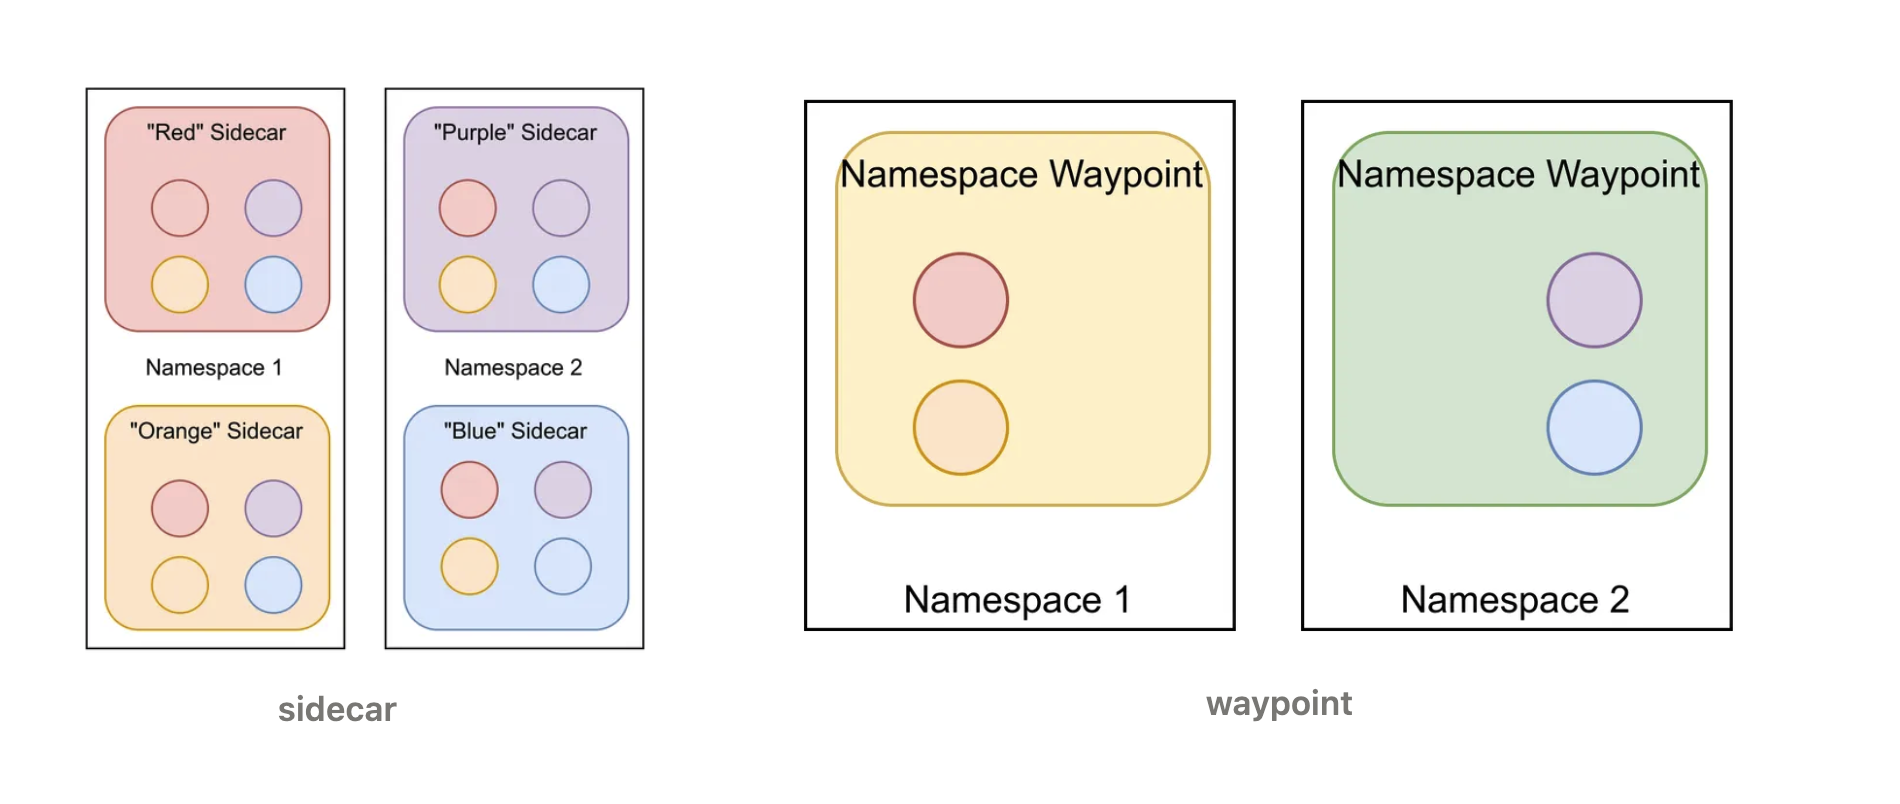 "Red" Sidecar
"Purple" Sidecar
Namespace 1
Namespace 2
"Orange" Sidecar
"Blue" Sidecar
sidecar
Namespace Waypoint
Namespace Waypoint
Namespace 1
Namespace 2
waypoint